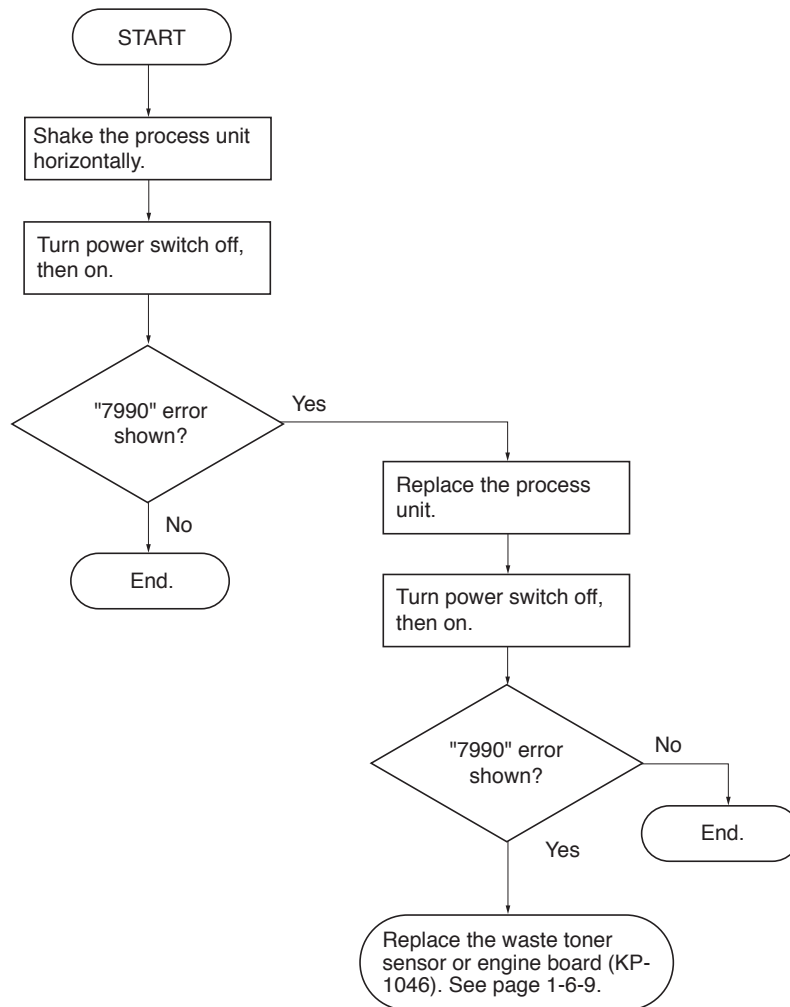 START
Shake the process unit
horizontally.
Turn power switch off,
then on.
"7990" error
shown?
Yes
No
End.
Replace the process
unit.
Turn power switch off,
then on.
"7990" error
shown?
No
End.
Yes
Replace the waste toner
sensor or engine board (KP-
1046). See page 1-6-9.